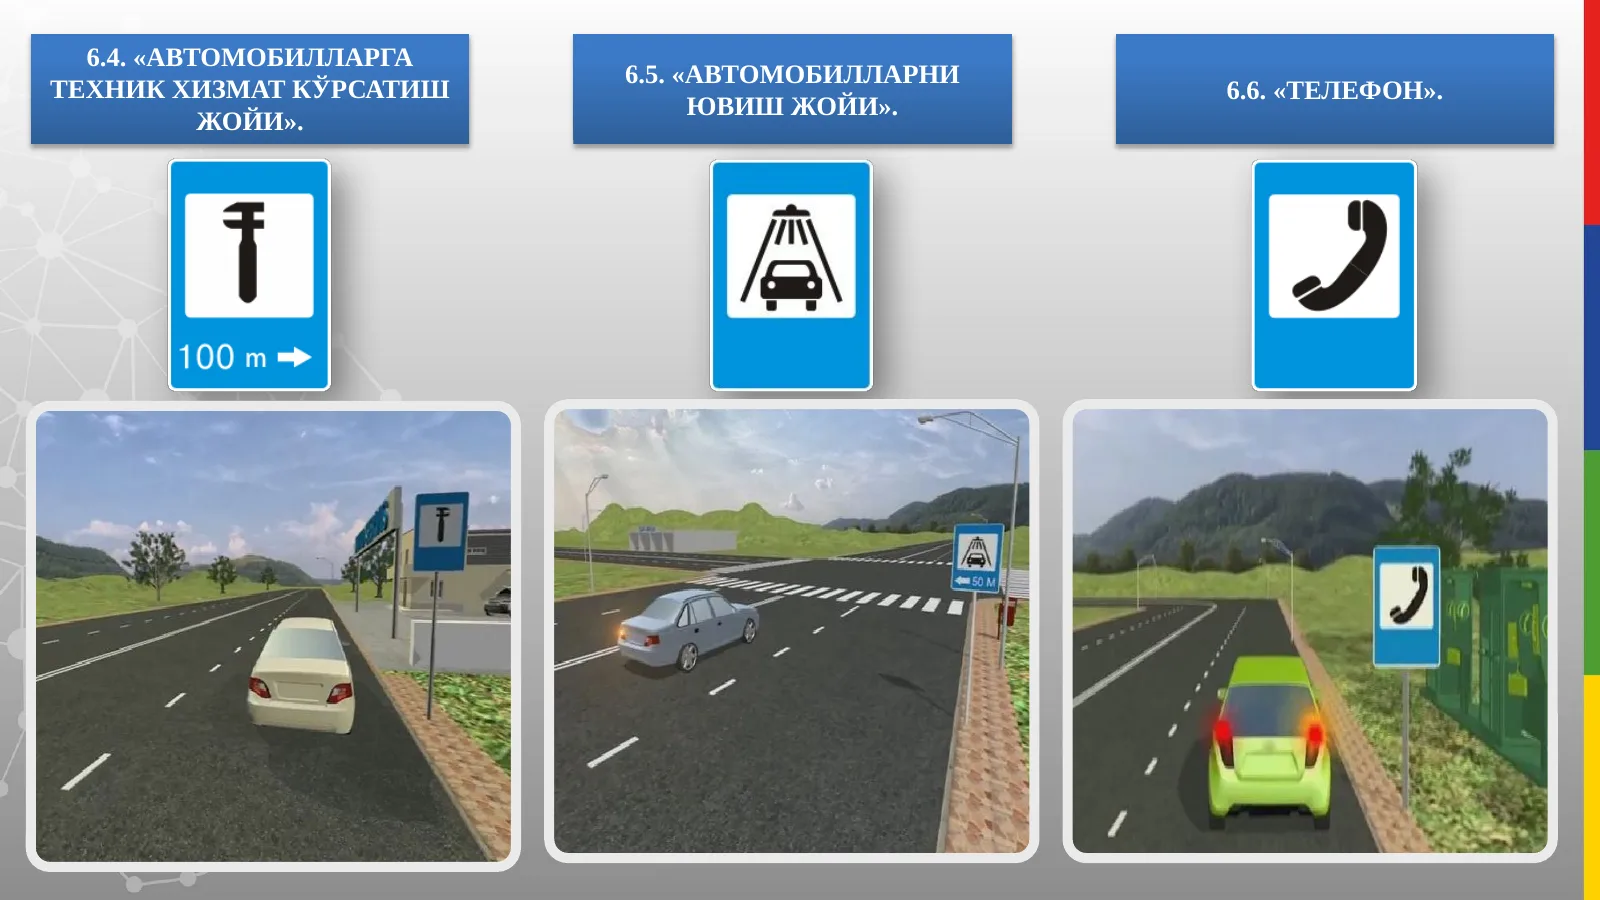 6.4. «АВТОМОБИЛЛАРГА
ТЕХНИК ХИЗМАТ КЎРСАТИШ
ЖОЙИ».
6.5. «АВТОМОБИЛЛАРНИ
ЮВИШ ЖОЙИ».
6.6. «ТЕЛЕФОН».
100 m
50 М